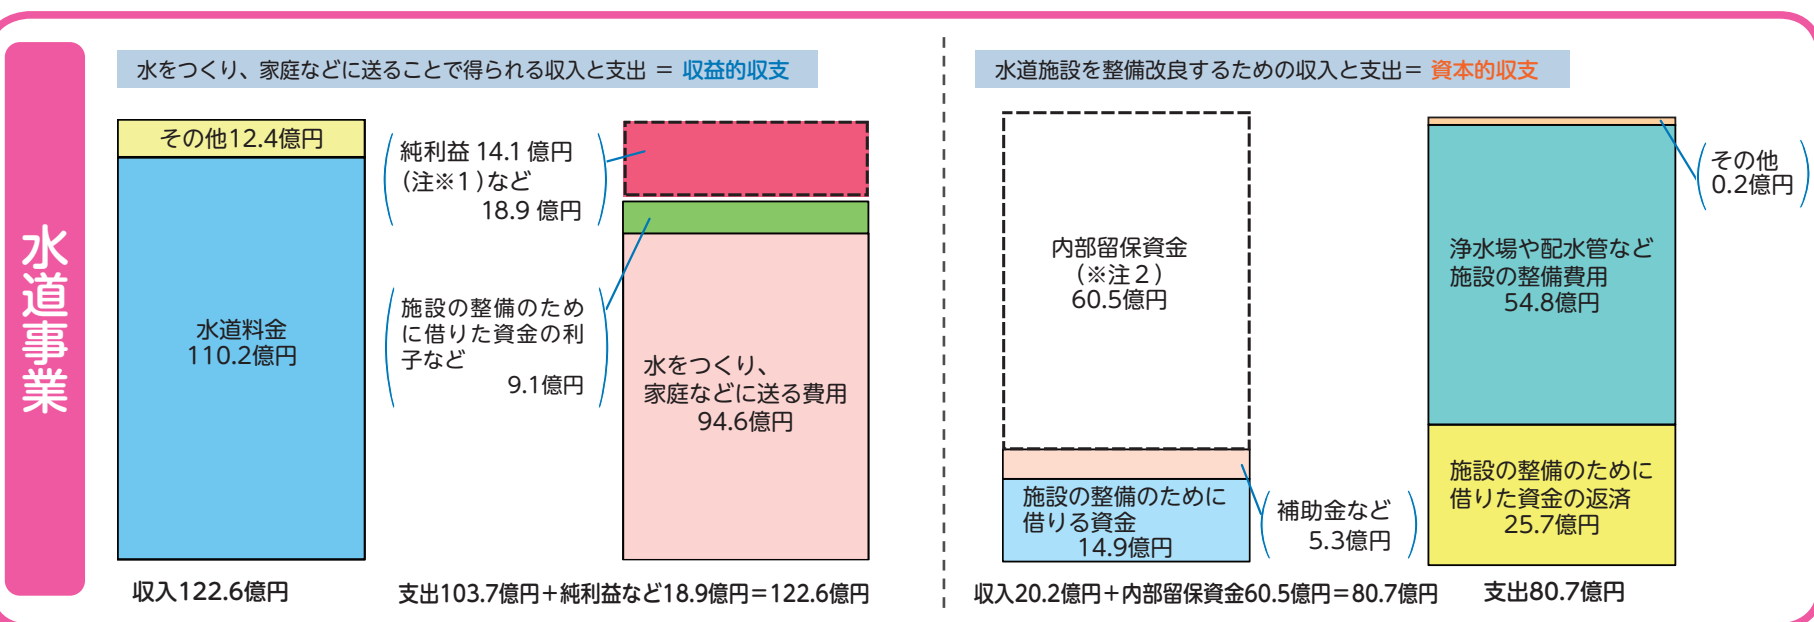 水道事業
水をつくり、家庭などに送ることで得られる収入と支出 = 収益的収支
その他12.4億円
水道料金
110.2億円
収入122.6億円
純利益 14.1 億円
(注※1)など
18.9 億円
施設の整備のため
に借りた資金の利
子など
9.1億円
水をつくり、
家庭などに送る費用
94.6億円
支出103.7億円+純利益など18.9億円=122.6億円
水道施設を整備改良するための収入と支出= 資本的収支
内部留保資金
(※注2)
60.5億円
施設の整備のために
借りる資金
14.9億円
補助金など
5.3億円
収入20.2億円+内部留保資金60.5億円=80.7億円
その他
0.2億円
浄水場や配水管など
施設の整備費用
54.8億円
施設の整備のために
借りた資金の返済
25.7億円
支出80.7億円